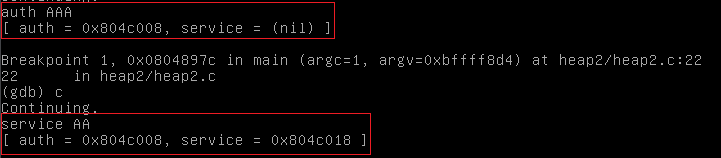 Continuing.
auth AAA
[ auth = 0x804c008, service = (nil) ]
Breakpoint 1, 0x0804897c in main (argc=1, argv=0xbffff8d4) at heap2/heap2.c:22
22 in heap2/heap2.c
(gdb) c
Continuing.
service AA
[ auth = 0x804c008, service = 0x804c018 ]